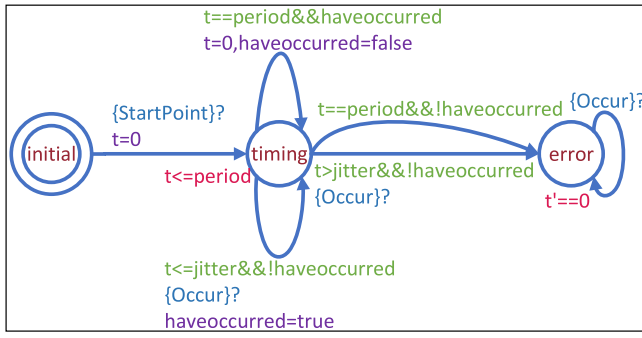 t==period&&haveoccurred
t=0,haveoccurred=false
{StartPoint}?
t=0
t==period&&!haveoccurred
{Occur}?
initial
timing
error
t<=period
t>jitter&&!haveoccurred
{Occur}?
t'==0
t<=jitter&&!haveoccurred
{Occur}?
haveoccurred=true